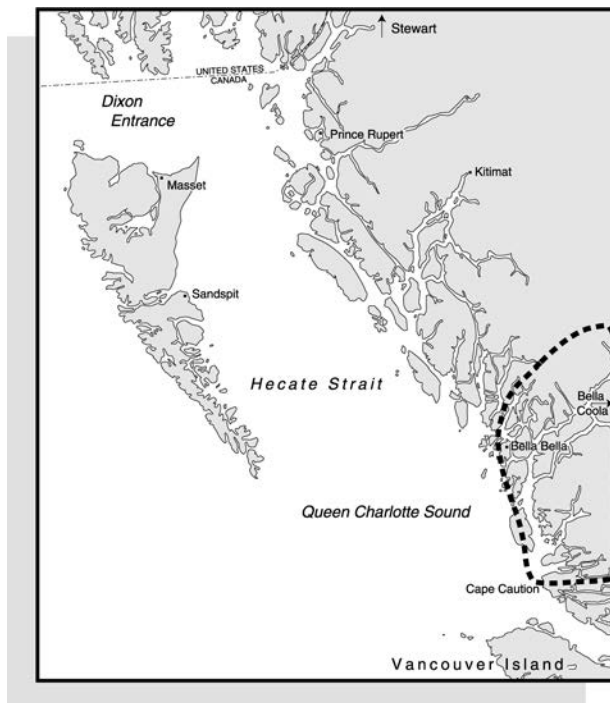 Stewart
UNITED STATES
CANADA
Dixon
Entrance
Prince Rupert
Masset
Kitimat
Sandspit
Hecate Strait
Bella
Coola
Bella Bella
Queen Charlotte Sound
Cape Caution
Vancouver Island